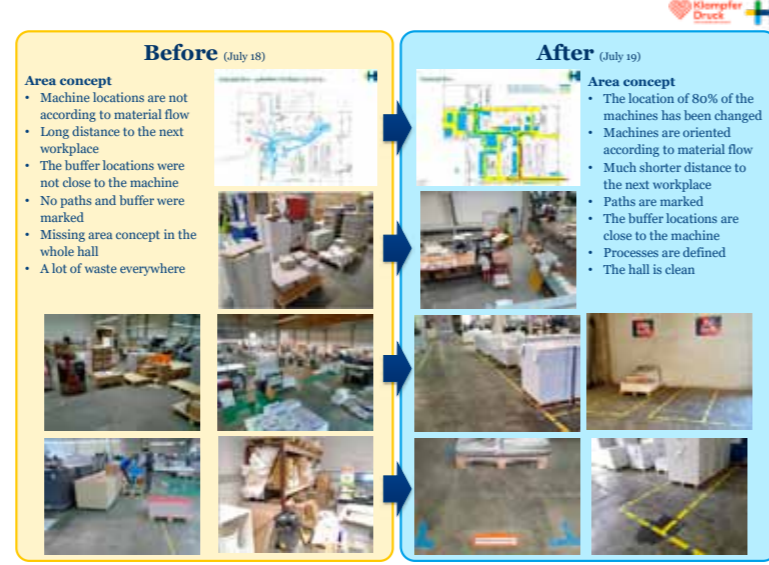 Klampfer
Druck
Before (July 18)
Area concept
• Machine locations are not
according to material flow
• Long distance to the next
workplace
• The buffer locations were
not close to the machine
• No paths and buffer were
marked
• Missing area concept in the
whole hall
• A lot of waste everywhere
After (July 19)
Area concept
• The location of 80% of the
machines has been changed
• Machines are oriented
according to material flow
• Much shorter distance to
the next workplace
• Paths are marked
• The buffer locations are
close to the machine
• Processes are defined
• The hall is clean